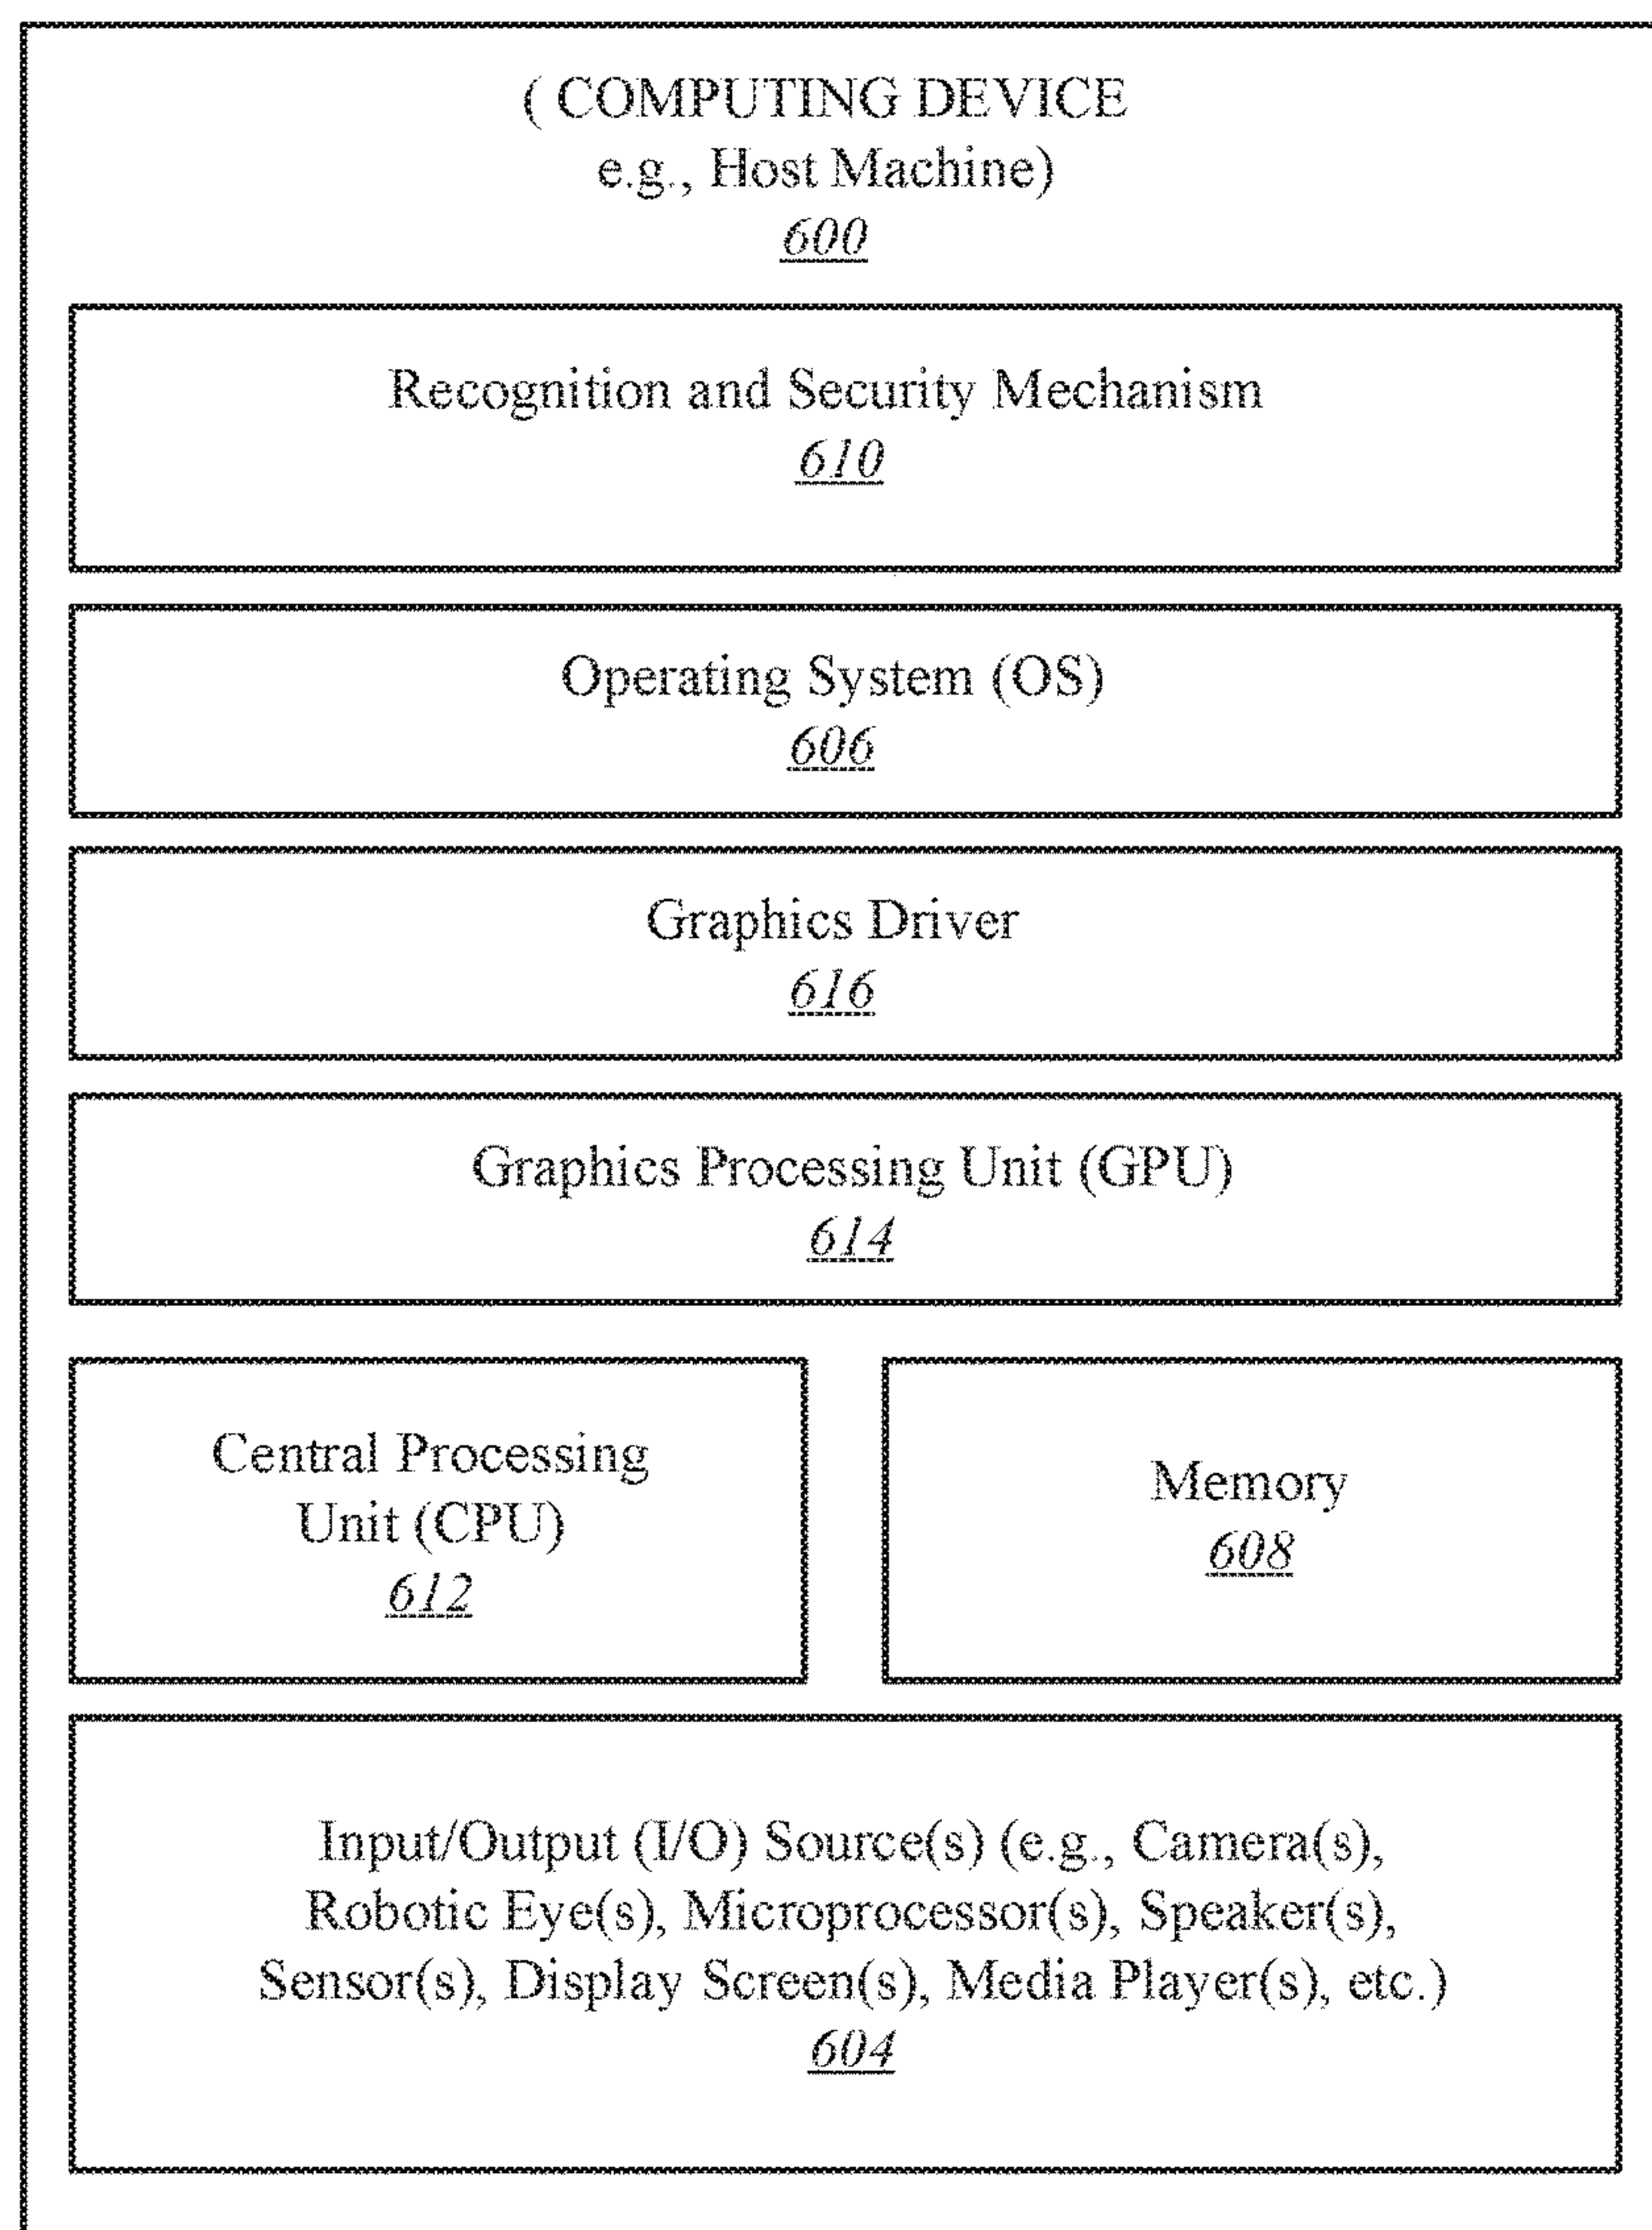 ( COMPUTING DEVICE
e.g., Host Machine)
600
Recognition and Security Mechanism
610
Operating System (OS)
606
Graphics Driver
616
Graphics Processing Unit (GPU)
614
Central Processing
Unit (CPU)
612
Memory
608
Input/Output (I/O) Source(s) (e.g., Camera(s),
Robotic Eye(s), Microprocessor(s), Speaker(s),
Sensor(s), Display Screen(s), Media Player(s), etc.)
604